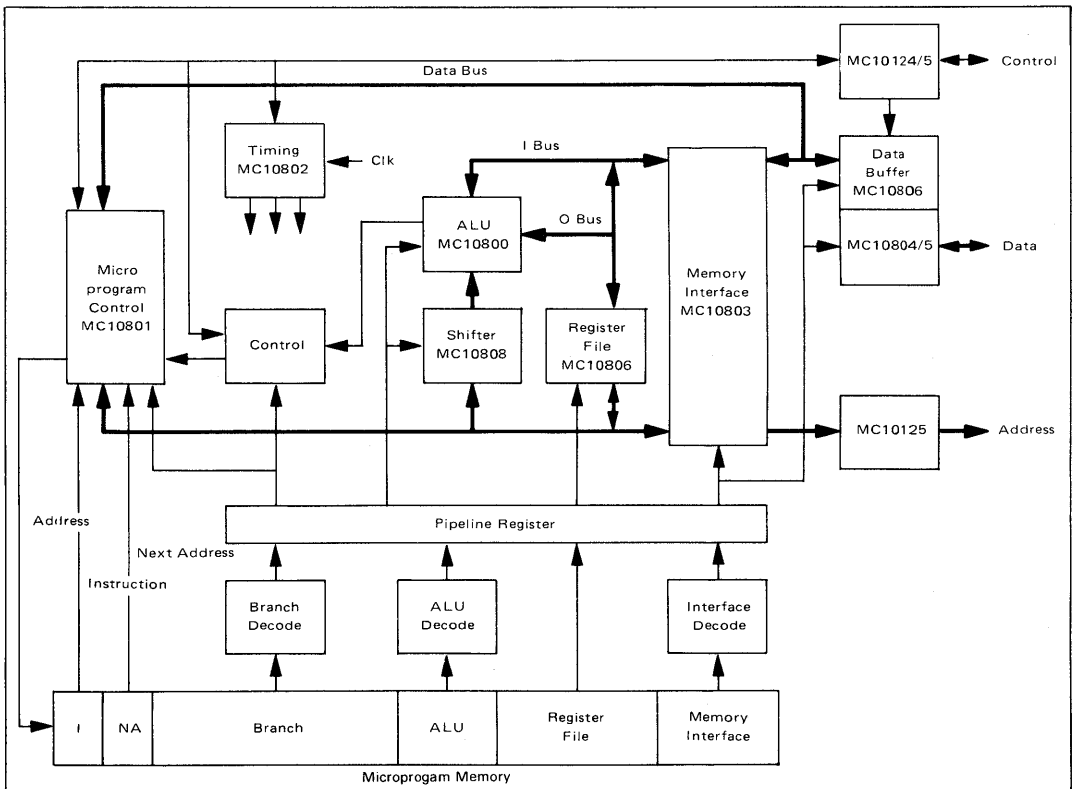 Data Bus
MC10124/5
Control
Timing
MC10802
Clk
I Bus
Data
Buffer
MC10806
MC10804/5
Data
Micro
program
Control
MC10801
ALU
MC10800
O Bus
Memory
Interface
MC10803
Control
Shifter
MC10808
Register
File
MC10806
MC10125
Address
Pipeline Register
Address
Next Address
Instruction
Branch
Decode
ALU
Decode
Interface
Decode
I
NA
Branch
ALU
Register
File
Memory
Interface
Microprogam Memory